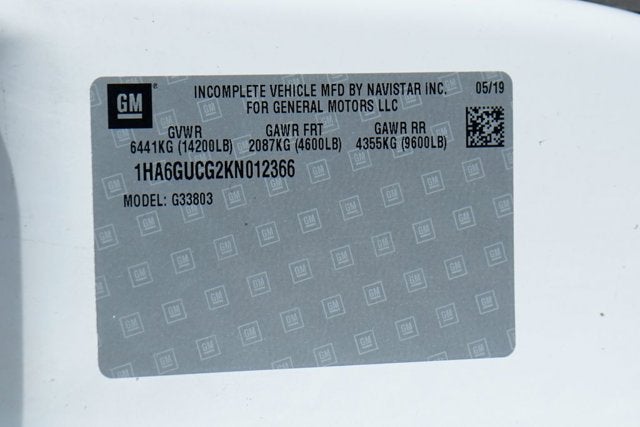 GM
INCOMPLETE VEHICLE MFD BY NAVISTAR INC. 05/19
FOR GENERAL MOTORS LLC
GVWR GAWR FRT GAWR RR
6441KG (14200LB) 2087KG (4600LB) 4355KG (9600LB)
1HA6GUCG2KN012366
MODEL: G33803